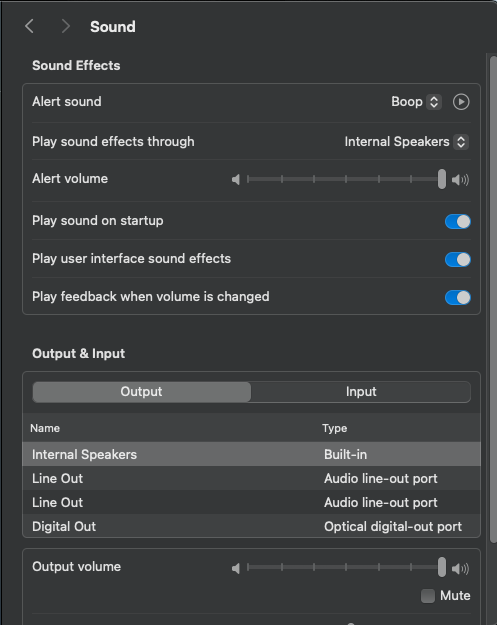 Sound
Sound Effects
Alert sound Boop
Play sound effects through Internal Speakers
Alert volume
Play sound on startup
Play user interface sound effects
Play feedback when volume is changed
Output & Input
Output Input
Name Type
Internal Speakers Built-in
Line Out Audio line-out port
Line Out Audio line-out port
Digital Out Optical digital-out port
Output volume
Mute